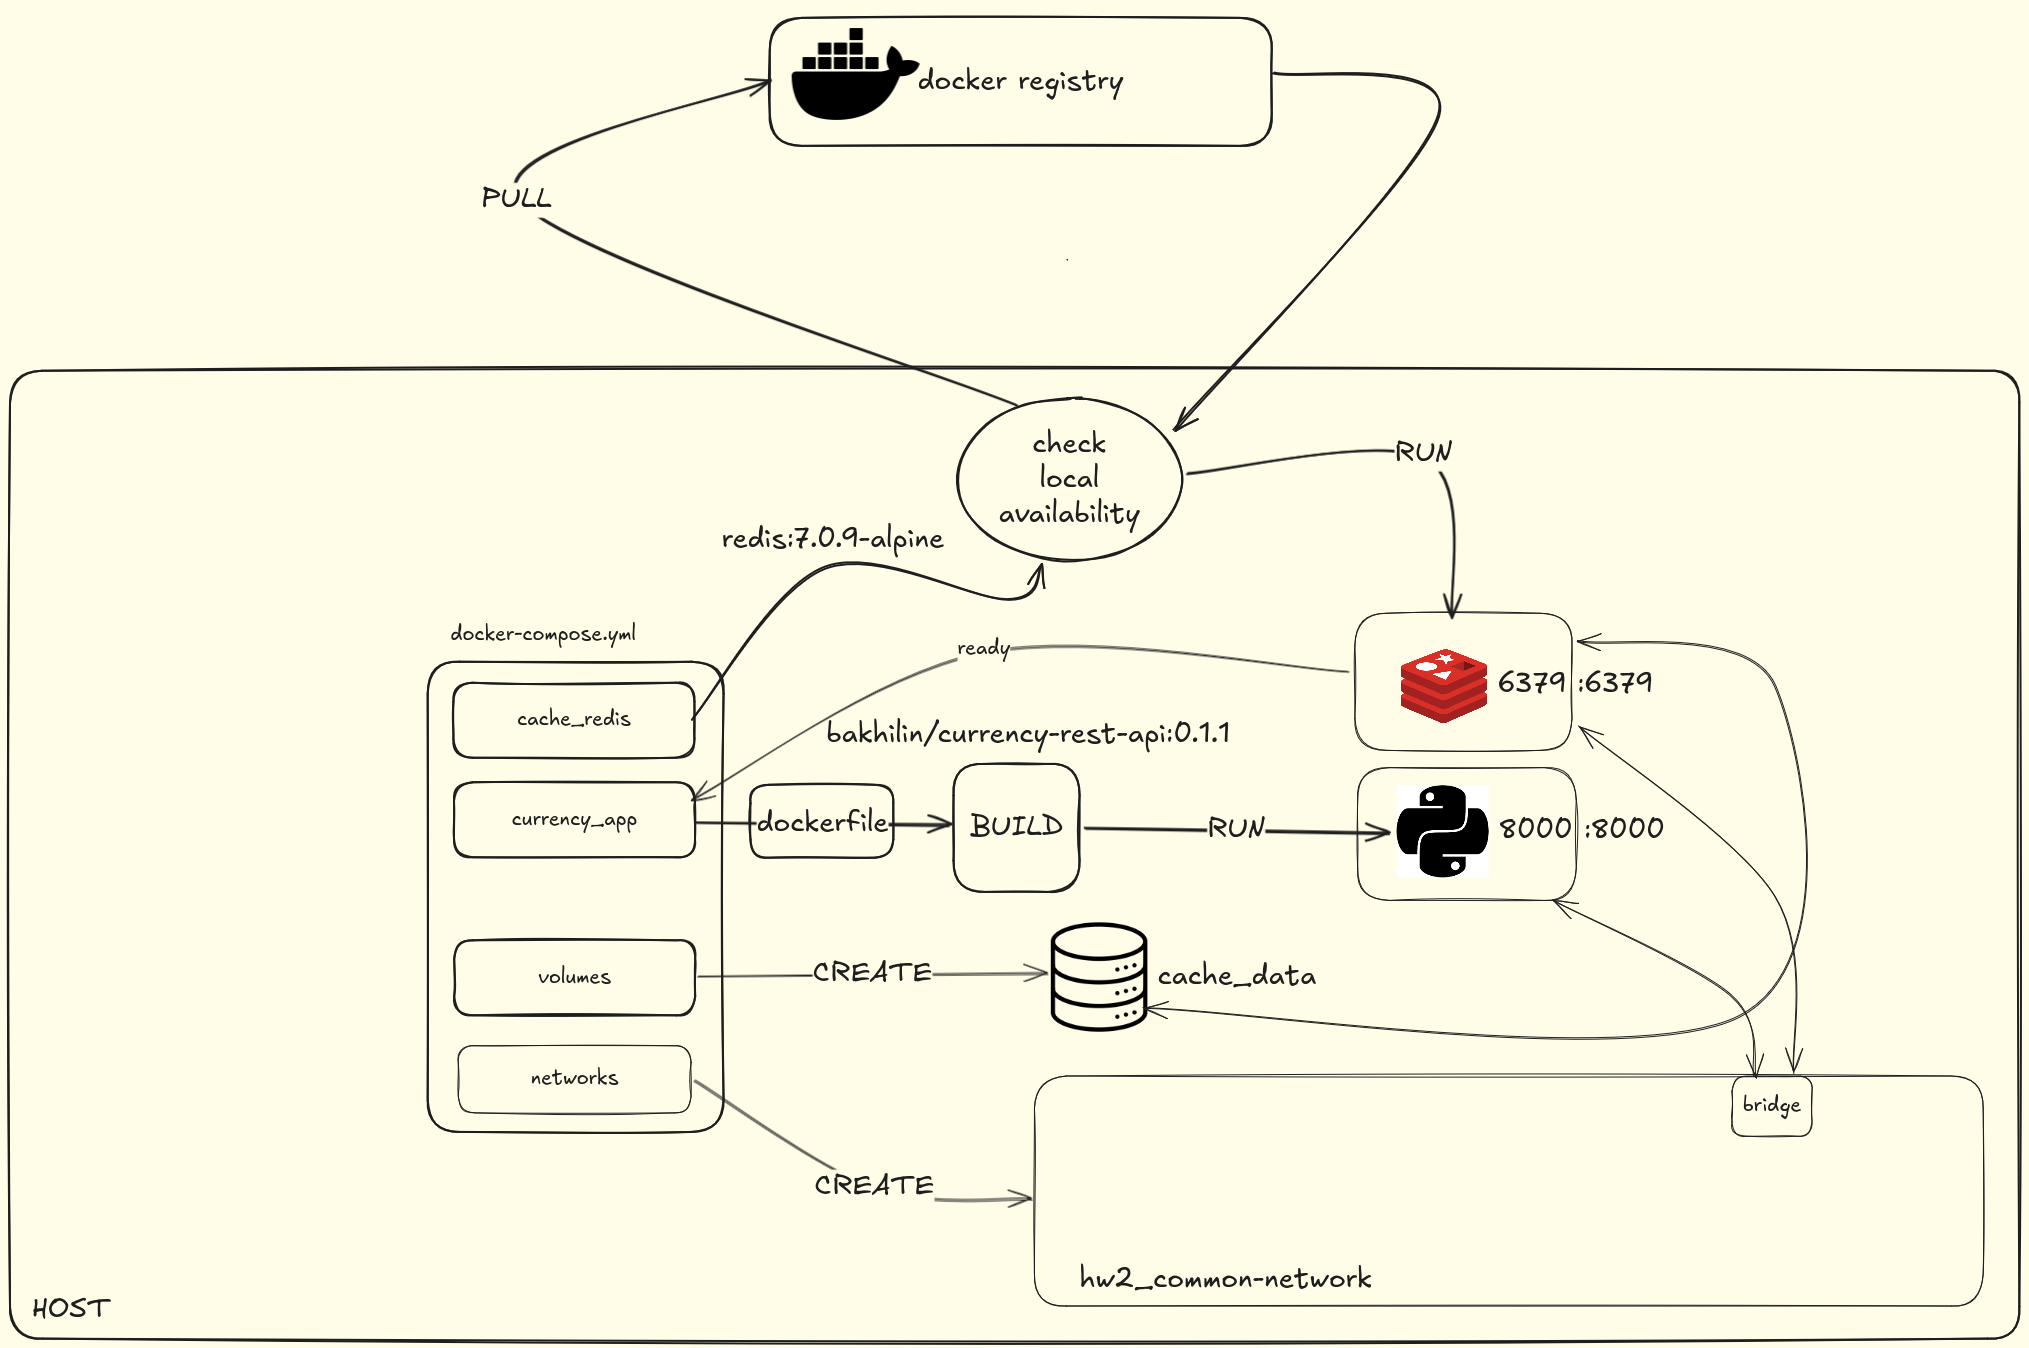 docker registry
PULL
check
local
availability
RUN
redis:7.0.9-alpine
docker-compose.yml
ready
cache_redis
6379 :6379
bakhilin/currency-rest-api:0.1.1
currency_app
dockerfile
BUILD
RUN
8000 :8000
volumes
CREATE
cache_data
networks
bridge
CREATE
hw2_common-network
HOST